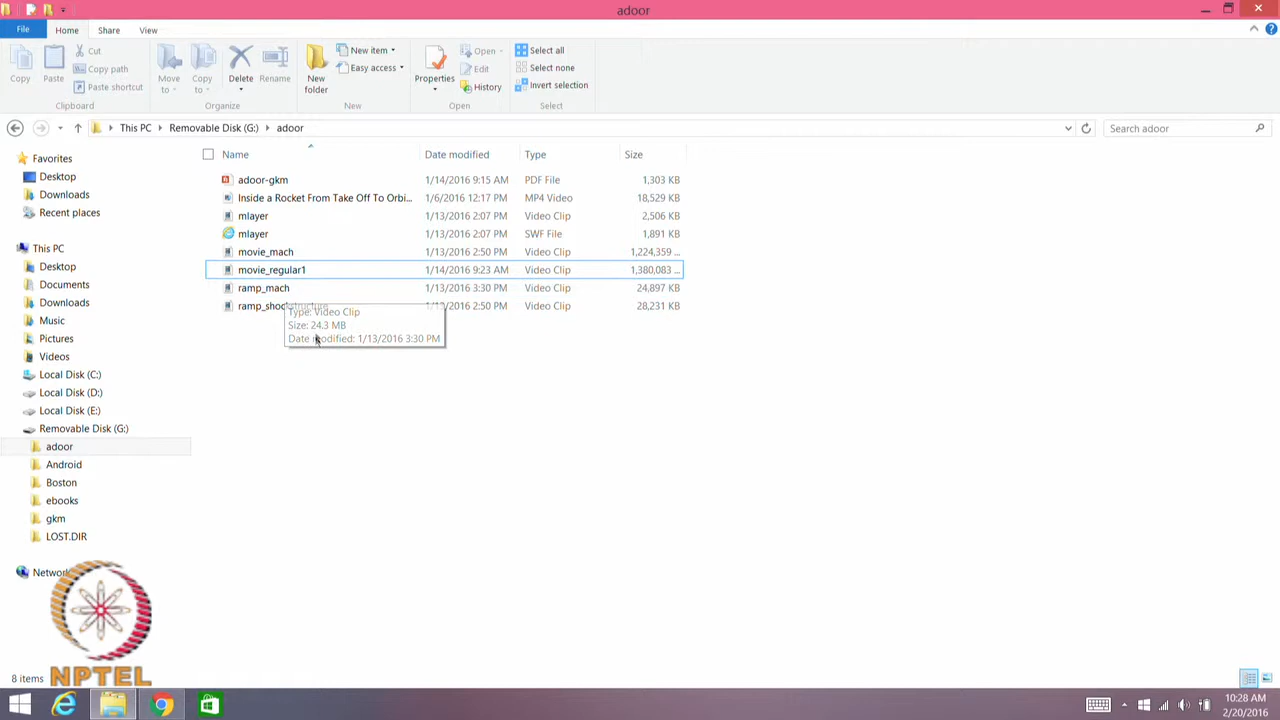 adoor
File Home Share View
Copy Paste Cut Copy path Paste shortcut Clipboard
Move to Copy to Delete Rename Organize
New folder New item Easy access New
Properties Open Edit History Open
Select all Select none Invert selection Select
This PC Removable Disk (G:) adoor Search adoor
Favorites
Desktop
Downloads
Recent places
This PC
Desktop
Documents
Downloads
Music
Pictures
Videos
Local Disk (C:)
Local Disk (D:)
Local Disk (E:)
Removable Disk (G:)
adoor
Android
Boston
ebooks
gkm
LOST.DIR
Name Date modified Type Size
adoor-gkm 1/14/2016 9:15 AM PDF File 1,303 KB
Inside a Rocket From Take Off To Orbi... 1/6/2016 12:17 PM MP4 Video 18,529 KB
mlayer 1/13/2016 2:07 PM Video Clip 2,506 KB
mlayer 1/13/2016 2:07 PM SWF File 1,891 KB
movie_mach 1/13/2016 2:50 PM Video Clip 1,224,359 ...
movie_regular1 1/14/2016 9:23 AM Video Clip 1,380,083 ...
ramp_mach 1/13/2016 3:30 PM Video Clip 24,897 KB
ramp_shockstructure 2:50 PM Video Clip 28,231 KB
Type: Video Clip
Size: 24.3 MB
Date modified: 1/13/2016 3:30 PM
NPTEL
8 items
10:28 AM
2/20/2016